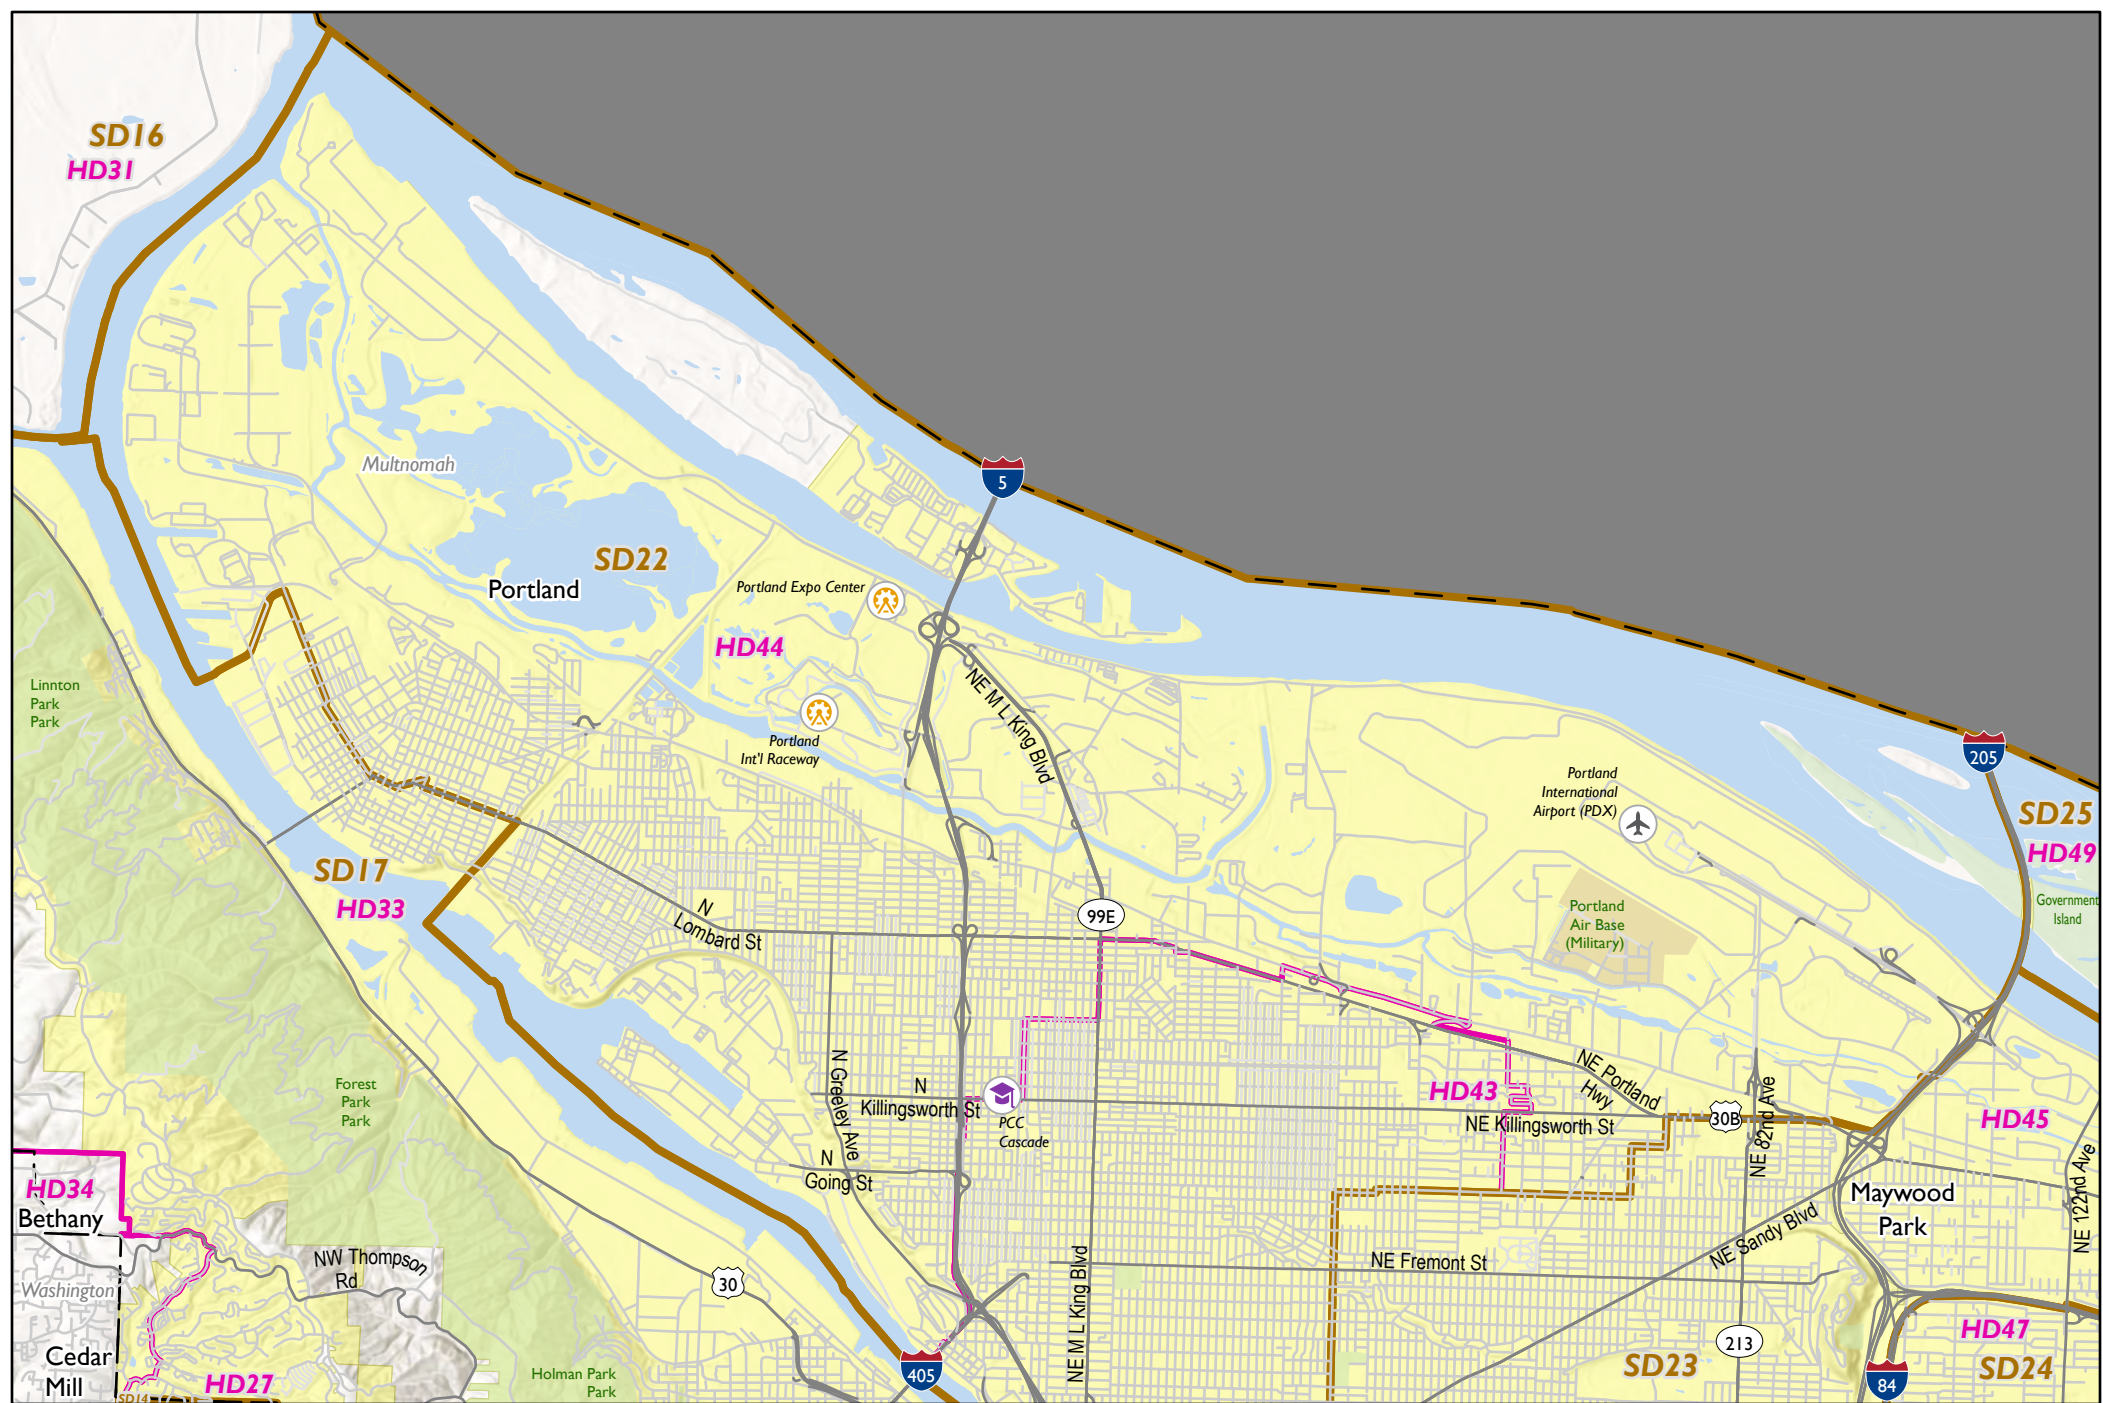 SD16
HD31
5
Multnomah
SD22
Portland
Portland Expo Center
HD44
Linnton
Park
Park
NE M L King Blvd
Portland
Int'l Raceway
205
Portland
International
Airport (PDX)
SD25
HD49
Government
Island
SD17
HD33
N
Lombard St
99E
Portland
Air Base
(Military)
Forest
Park
Park
N Greeley Ave
N
Killingsworth St
PCC
Cascade
HD43
NE Portland
Hwy
NE Killingsworth St
30B
NE 82nd Ave
HD45
N
Going St
HD34
Bethany
Maywood
Park
NE 122nd Ave
NW Thompson
Rd
Washington
30
NE M L King Blvd
NE Fremont St
NE Sandy Blvd
213
HD47
SD23
SD24
Cedar
Mill
HD27
SD14
Holman Park
Park
405
84